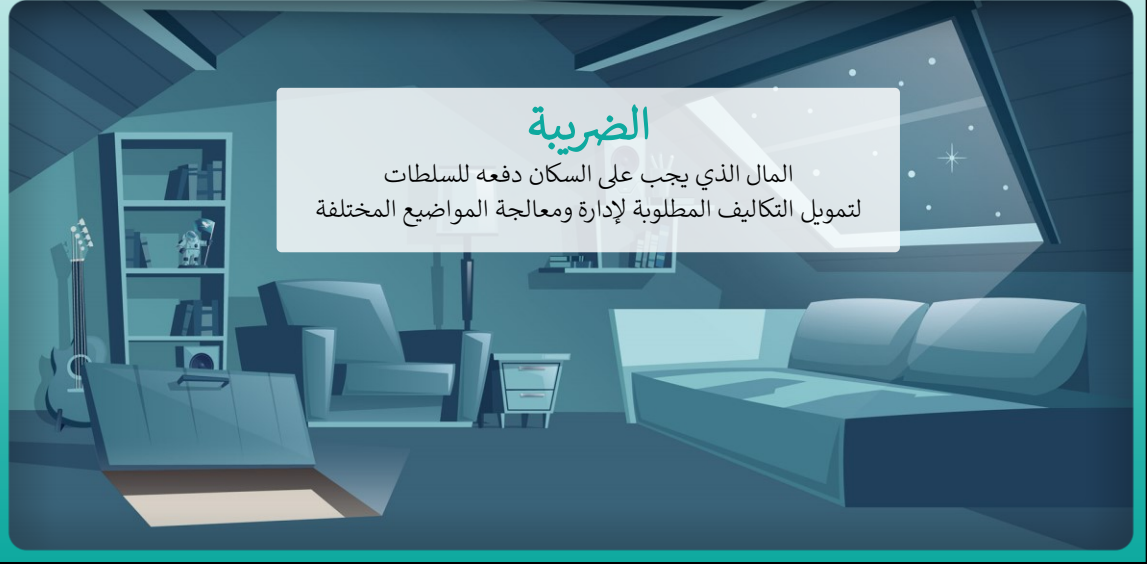 الضريبة
المال الذي يجب على السكان دفعه للسلطات
لتمويل التكاليف المطلوبة لإدارة ومعالجة المواضيع المختلفة